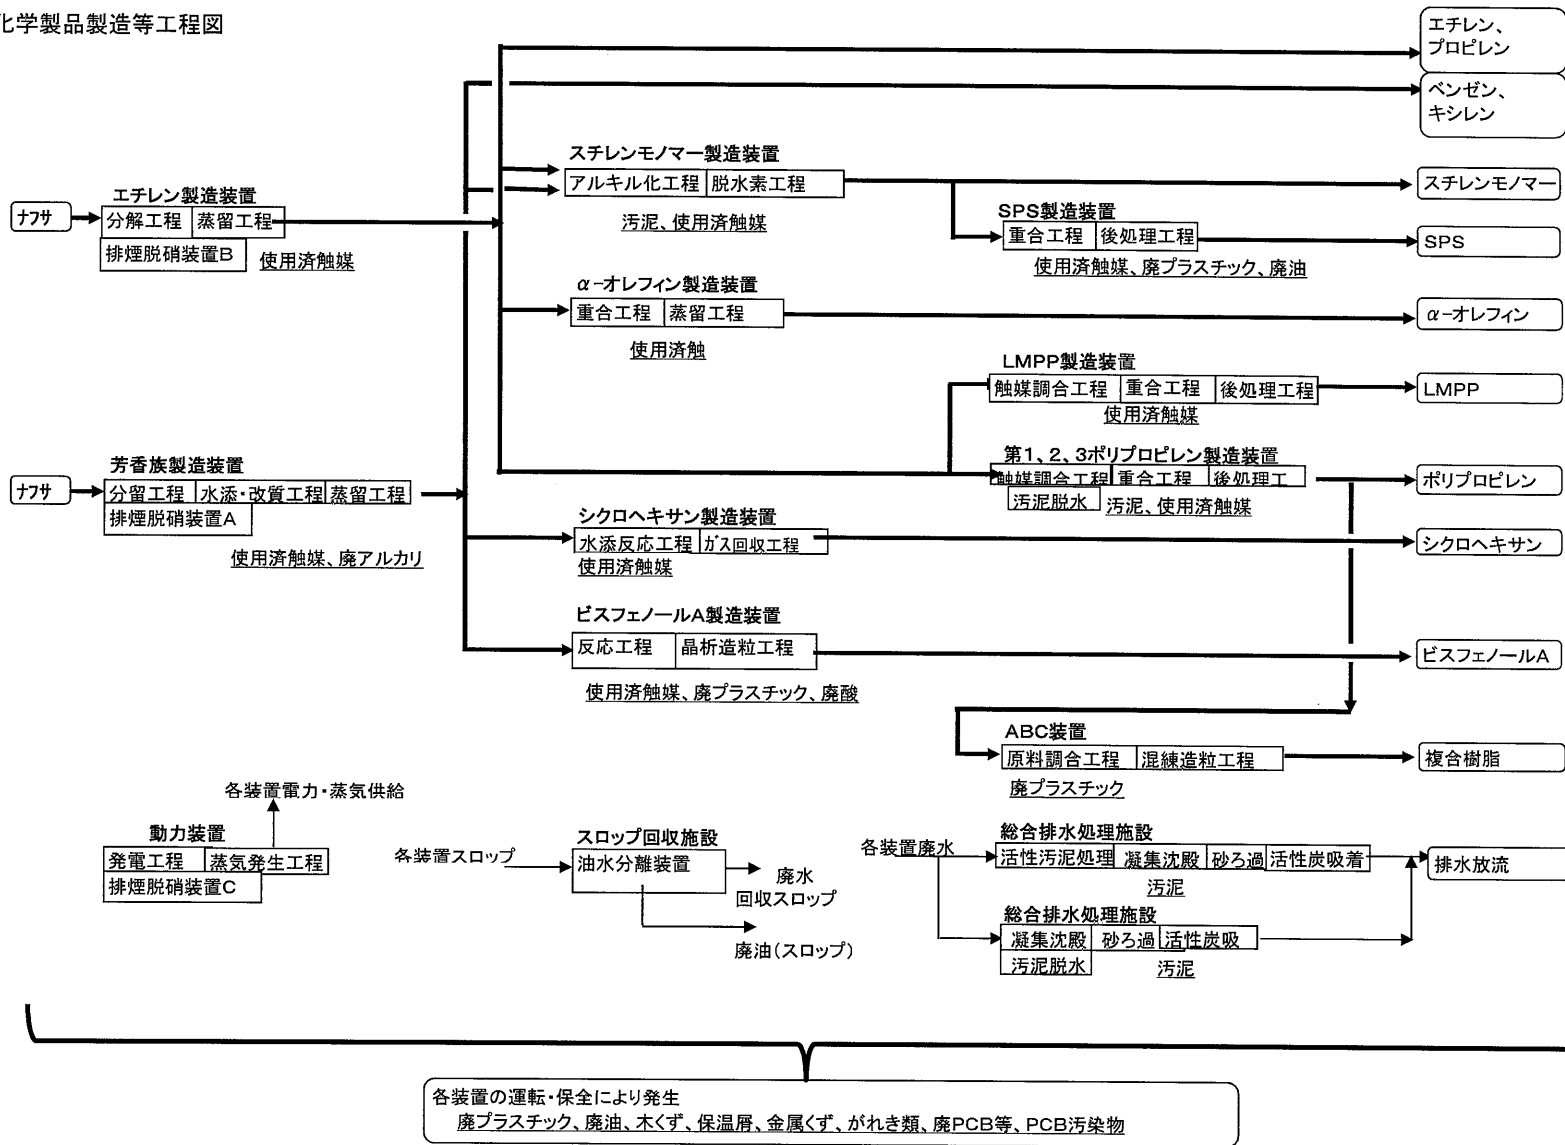 化学製品製造等工程図
エチレン、
プロピレン
ベンゼン、
キシレン
スチレンモノマー製造装置
アルキル化工程 脱水素工程
汚泥、使用済触媒
スチレンモノマー
エチレン製造装置
ナフサ
分解工程 蒸留工程
排煙脱硝装置B
使用済触媒
SPS製造装置
重合工程 後処理工程
使用済触媒、廃プラスチック、廃油
SPS
α-オレフィン製造装置
重合工程 蒸留工程
使用済触
α-オレフィン
LMPP製造装置
触媒調合工程 重合工程 後処理工程
使用済触媒
LMPP
芳香族製造装置
ナフサ
分留工程 水添・改質工程 蒸留工程
排煙脱硝装置A
使用済触媒、廃アルカリ
第1、2、3ポリプロピレン製造装置
触媒調合工程 重合工程 後処理工
汚泥脱水
汚泥、使用済触媒
ポリプロピレン
シクロヘキサン製造装置
水添反応工程 ガス回収工程
使用済触媒
シクロヘキサン
ビスフェノールA製造装置
反応工程 晶析造粒工程
使用済触媒、廃プラスチック、廃酸
ビスフェノールA
ABC装置
原料調合工程 混練造粒工程
廃プラスチック
複合樹脂
各装置電力・蒸気供給
動力装置
発電工程 蒸気発生工程
排煙脱硝装置C
各装置スロップ
スロップ回収施設
油水分離装置
廃水
回収スロップ
廃油(スロップ)
各装置廃水
総合排水処理施設
活性汚泥処理 凝集沈殿 砂ろ過 活性炭吸着
汚泥
排水放流
総合排水処理施設
凝集沈殿 砂ろ過 活性炭吸
汚泥脱水
汚泥
各装置の運転・保全により発生
廃プラスチック、廃油、木くず、保温屑、金属くず、がれき類、廃PCB等、PCB汚染物